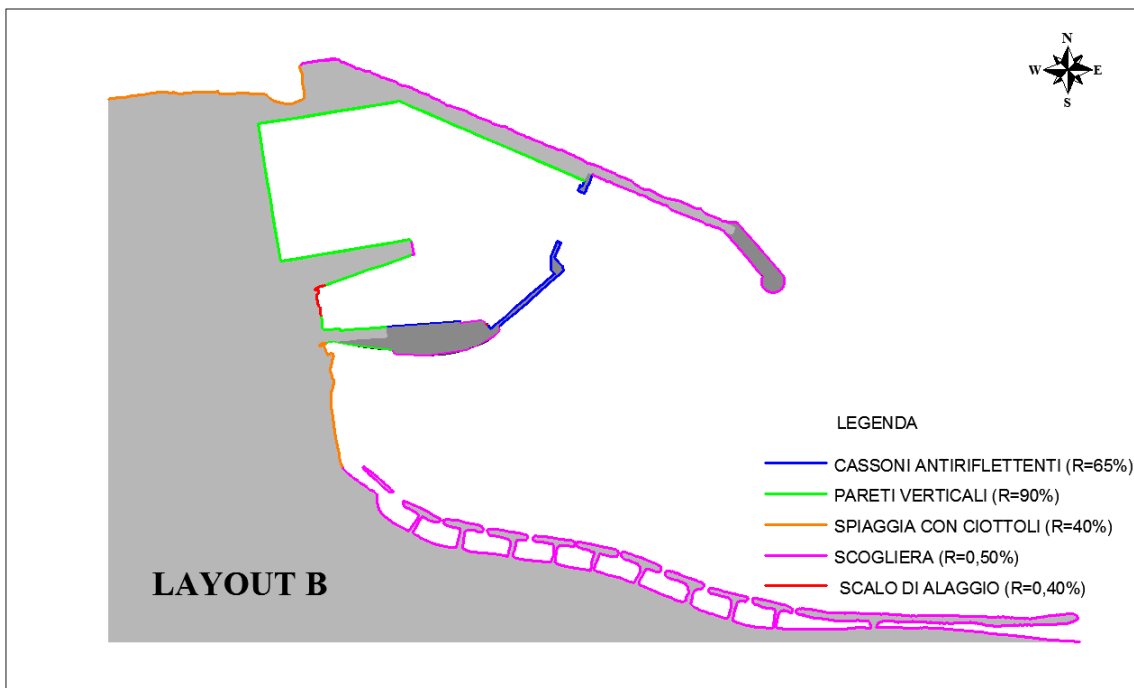 N
W E
S
LEGENDA
CASSONI ANTIRIFLETTENTI (R=65%)
PARETI VERTICALI (R=90%)
SPIAGGIA CON CIOTTOLI (R=40%)
SCOGLIERA (R=0,50%)
SCALO DI ALAGGIO (R=0,40%)
LAYOUT B